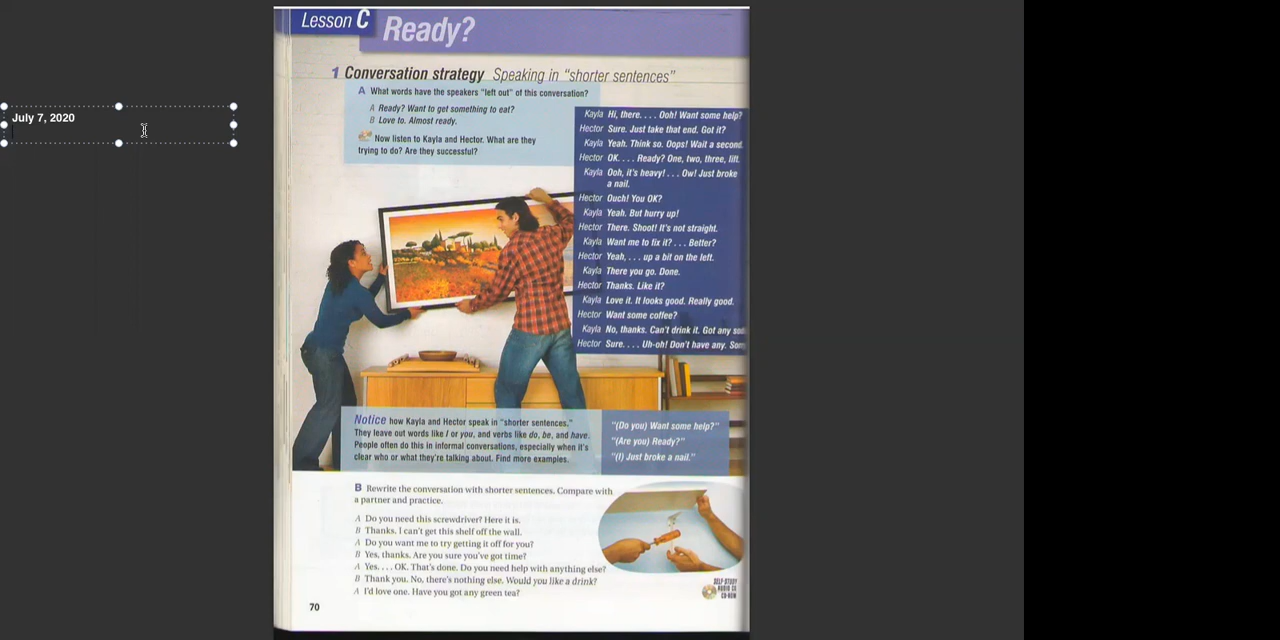 Lesson C
Ready?
1 Conversation strategy Speaking in "shorter sentences"
A What words have the speakers "left out" of this conversation?
A Ready? Want to get something to eat?
B Love to. Almost ready.
Now listen to Kayla and Hector. What are they
trying to do? Are they successful?
Kayla Hi, there. . . . Ooh! Want some help?
Hector Sure. Just take that end. Got it?
Kayla Yeah. Think so. Oops! Wait a second.
Hector OK. . . . Ready? One, two, three, lift.
Kayla Ooh, it's heavy! . . . Ow! Just broke
a nail.
Hector Ouch! You OK?
Kayla Yeah. But hurry up!
Hector There. Shoot! It's not straight.
Kayla Want me to fix it? . . . Better?
Hector Yeah, . . . up a bit on the left.
Kayla There you go. Done.
Hector Thanks. Like it?
Kayla Love it. It looks good. Really good.
Hector Want some coffee?
Kayla No, thanks. Can't drink it. Got any
Hector Sure. . . . Uh-oh! Don't have any.
July 7, 2020
Notice how Kayla and Hector speak in "shorter sentences."
They leave out words like I or you, and verbs like do, be, and have.
People often do this in informal conversations, especially when it's
clear who or what they're talking about. Find more examples.
"(Do you) Want some help?"
"(Are you) Ready?"
"(I) Just broke a nail."
B Rewrite the conversation with shorter sentences. Compare with
a partner and practice.
A Do you need this screwdriver? Here it is.
B Thanks. I can't get this shelf off the wall.
A Do you want me to try getting it off for you?
B Yes, thanks. Are you sure you've got time?
A Yes. . . . OK. That's done. Do you need help with anything else?
B Thank you. No, there's nothing else. Would you like a drink?
A I'd love one. Have you got any green tea?
SELF-STUDY
AUDIO CD
CD-ROM
70